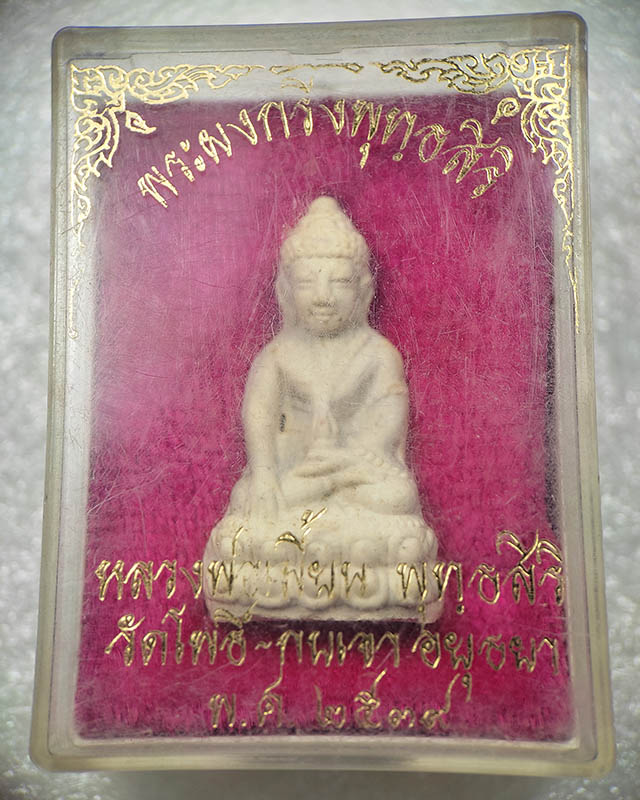 พระผงกริ่งพุทธสิริ
หลวงพ่อเมี้ยน พุทธสิริ
วัดโพธิ์-กบเจา อยุธยา
พ.ศ. ๒๕๓๙